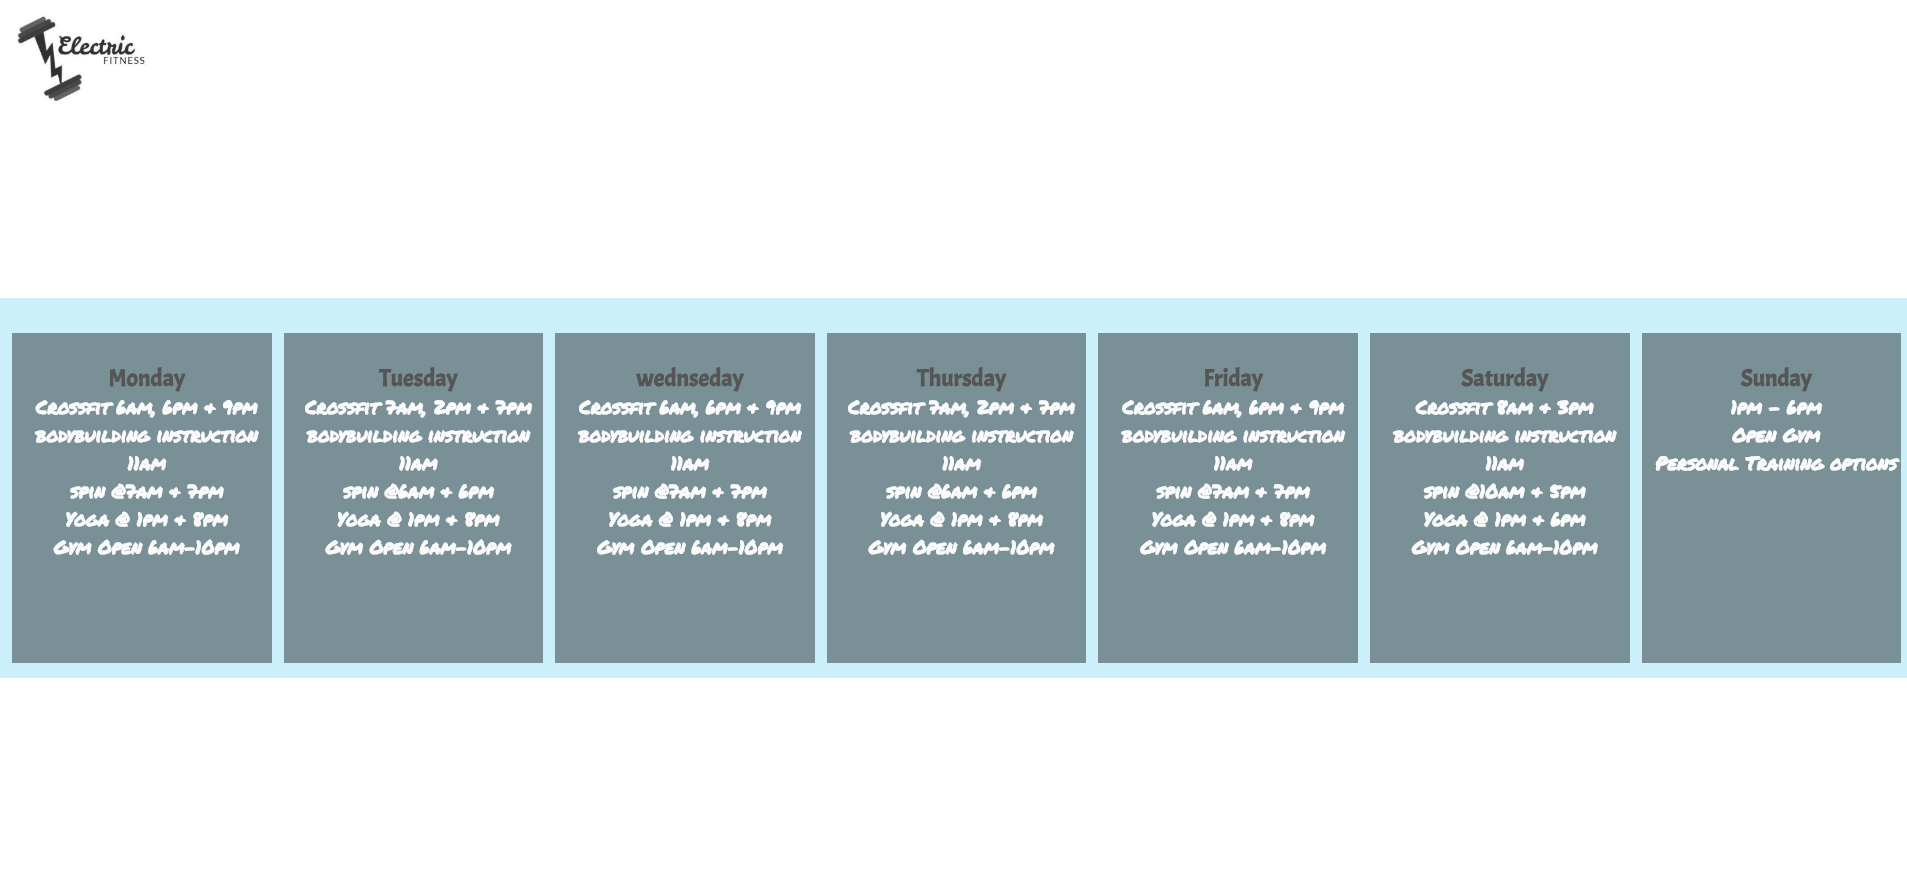 Electric
FITNESS
Monday
Crossfit 6am, 6pm & 9pm
bodybuilding instruction
11am
spin @7am & 7pm
Yoga @ 1pm & 8pm
Gym Open 6am-10pm
Tuesday
Crossfit 7am, 2pm & 7pm
bodybuilding instruction
11am
spin @6am & 6pm
Yoga @ 1pm & 8pm
Gym Open 6am-10pm
wednseday
Crossfit 6am, 6pm & 9pm
bodybuilding instruction
11am
spin @7am & 7pm
Yoga @ 1pm & 8pm
Gym Open 6am-10pm
Thursday
Crossfit 7am, 2pm & 7pm
bodybuilding instruction
11am
spin @6am & 6pm
Yoga @ 1pm & 8pm
Gym Open 6am-10pm
Friday
Crossfit 6am, 6pm & 9pm
bodybuilding instruction
11am
spin @7am & 7pm
Yoga @ 1pm & 8pm
Gym Open 6am-10pm
Saturday
Crossfit 8am & 3pm
bodybuilding instruction
11am
spin @10am & 5pm
Yoga @ 1pm & 6pm
Gym Open 6am-10pm
Sunday
1pm - 6pm
Open Gym
Personal Training options